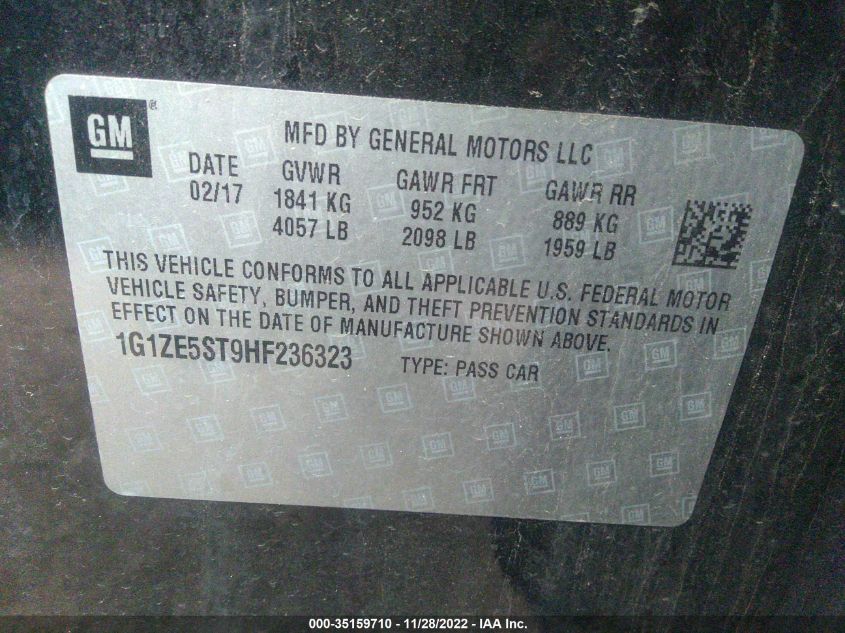 GM ®
MFD BY GENERAL MOTORS LLC
DATE GVWR GAWR FRT GAWR RR
02/17 1841 KG 952 KG 889 KG
4057 LB 2098 LB 1959 LB
THIS VEHICLE CONFORMS TO ALL APPLICABLE U.S. FEDERAL MOTOR
VEHICLE SAFETY, BUMPER, AND THEFT PREVENTION STANDARDS IN
EFFECT ON THE DATE OF MANUFACTURE SHOWN ABOVE.
1G1ZE5ST9HF236323 TYPE: PASS CAR
000-35159710 - 11/28/2022 - IAA Inc.